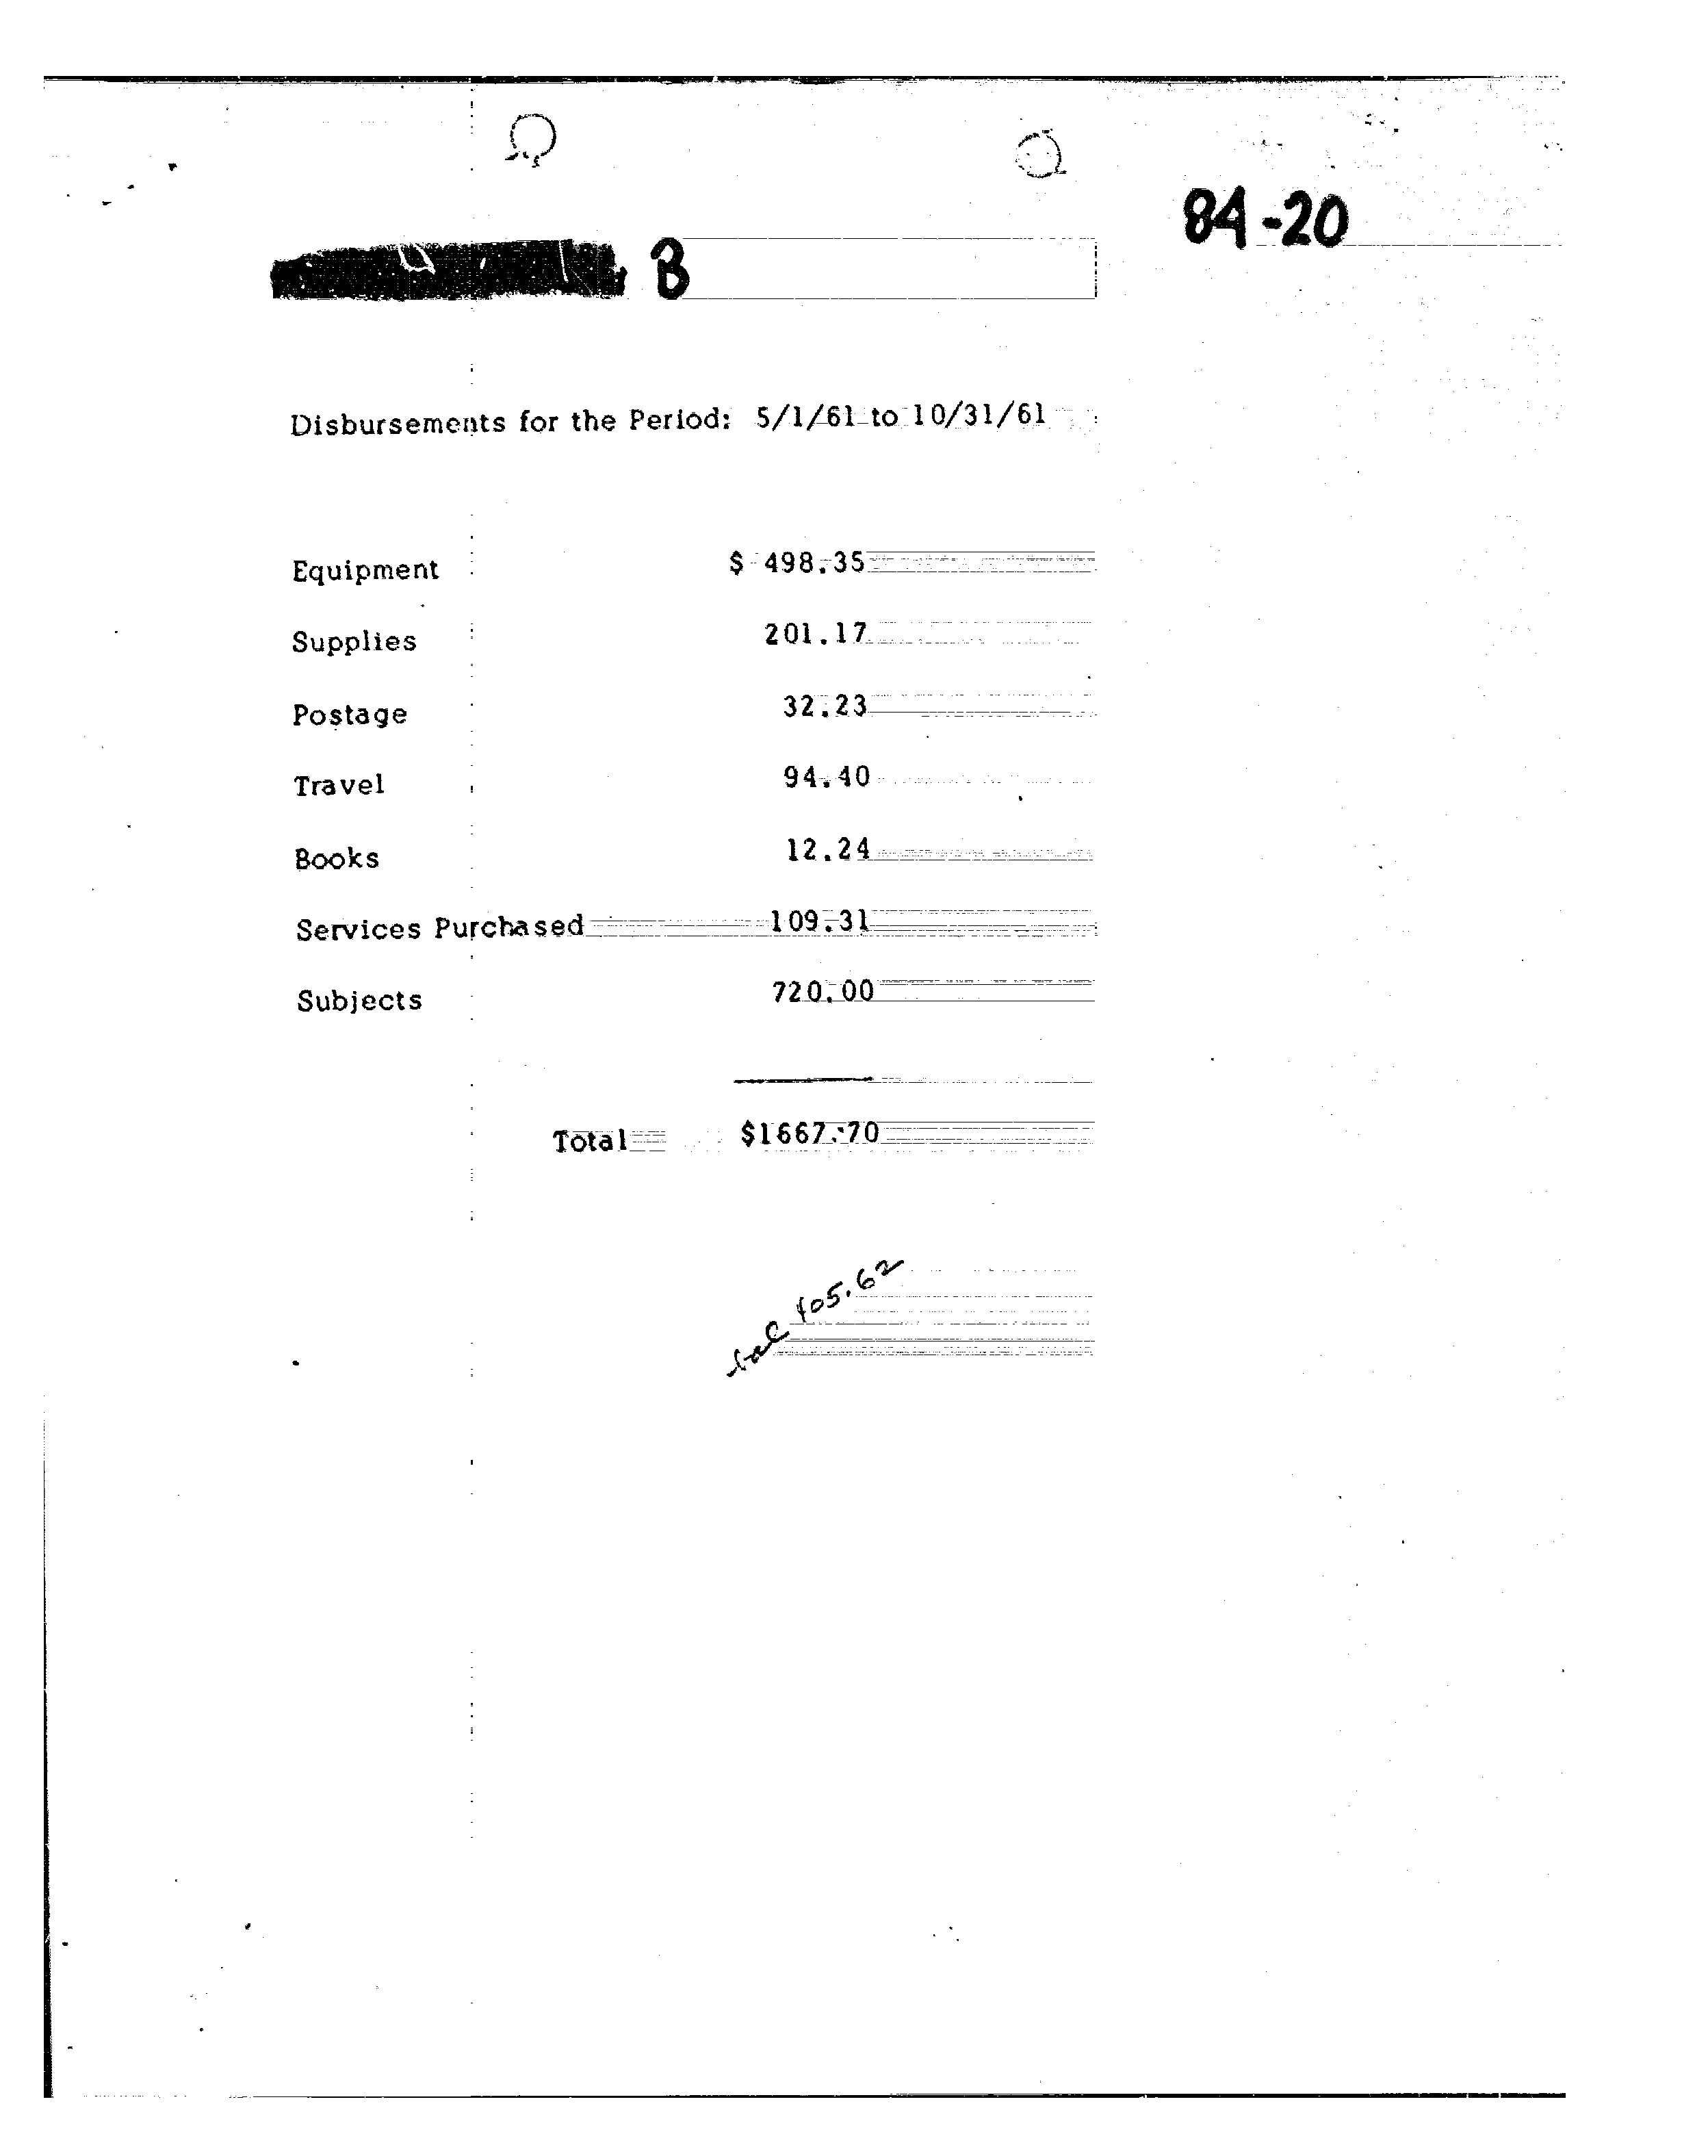 84-20
B
Disbursements for the Period: 5/1/61 to 10/31/61
Equipment $ 498.35
Supplies 201.17
Postage 32.23
Travel 94.40
Books 12.24
Services Purchased 109.31
Subjects 720.00
Total $1667.70
bal 105.62